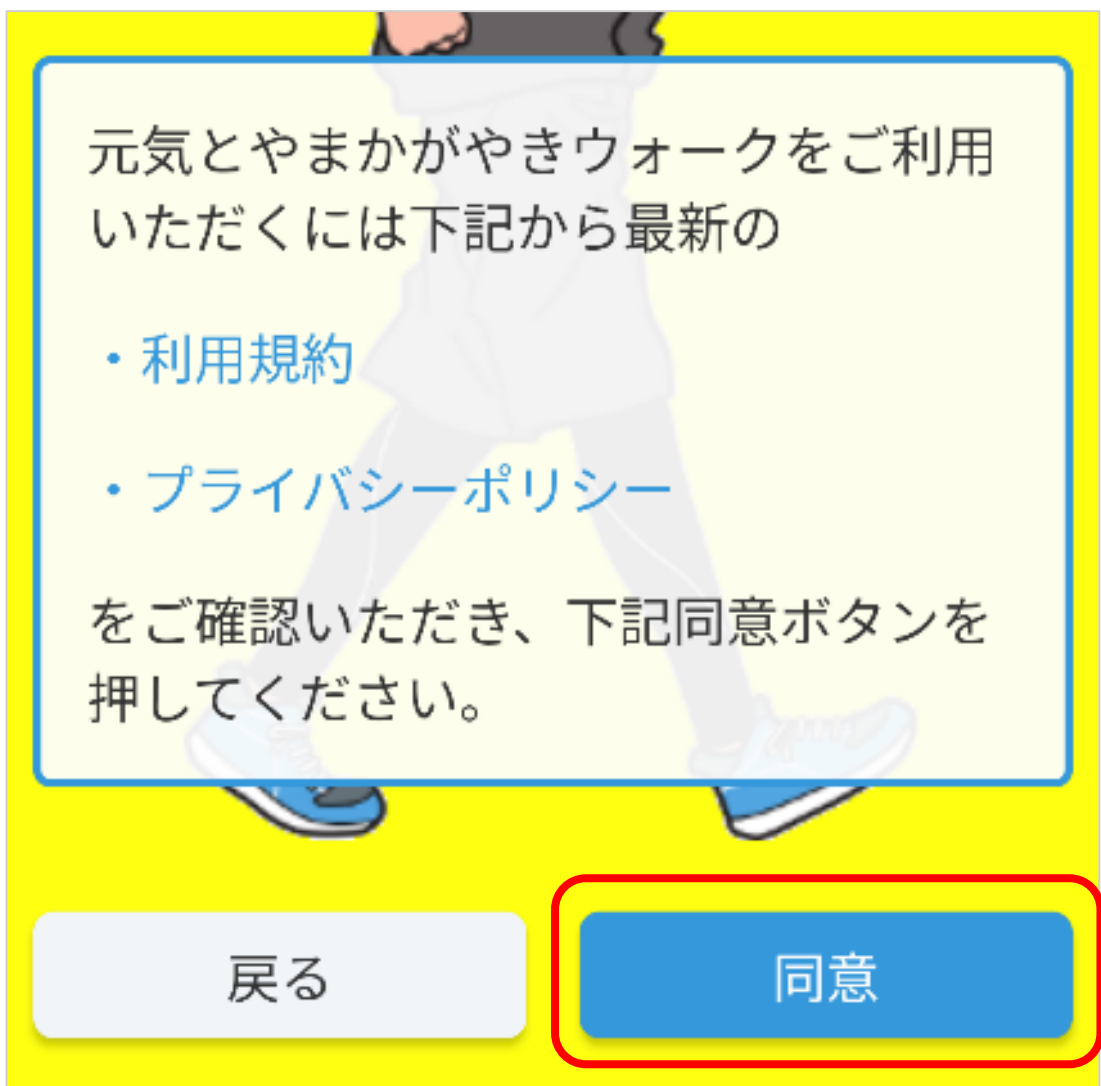 元気とやまかがやきウォークをご利用
いただくには下記から最新の
・利用規約
・プライバシーポリシー
をご確認いただき、下記同意ボタンを
押してください。
戻る
同意